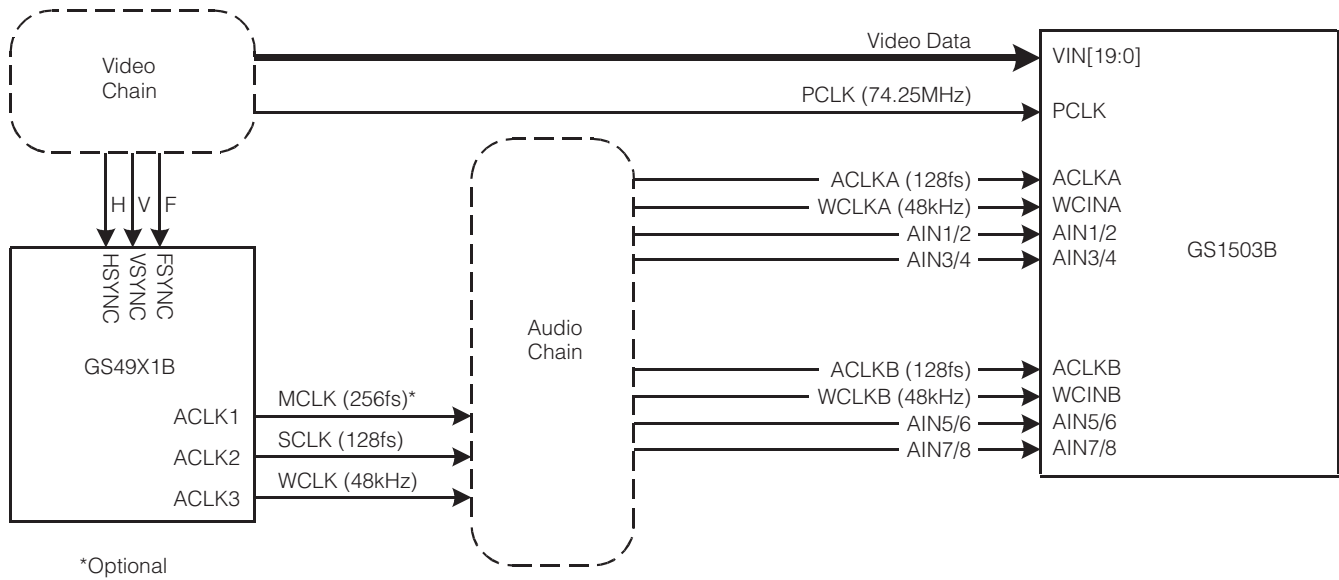 Video
Chain
Video Data
VIN[19:0]
PCLK (74.25MHz)
PCLK
H
V
F
HSYNC
VSYNC
FSYNC
GS49X1B
ACLK1
ACLK2
ACLK3
MCLK (256fs)*
SCLK (128fs)
WCLK (48kHz)
*Optional
Audio
Chain
ACLKA (128fs)
WCLKA (48kHz)
AIN1/2
AIN3/4
ACLKB (128fs)
WCLKB (48kHz)
AIN5/6
AIN7/8
ACLKA
WCINA
AIN1/2
AIN3/4
GS1503B
ACLKB
WCINB
AIN5/6
AIN7/8